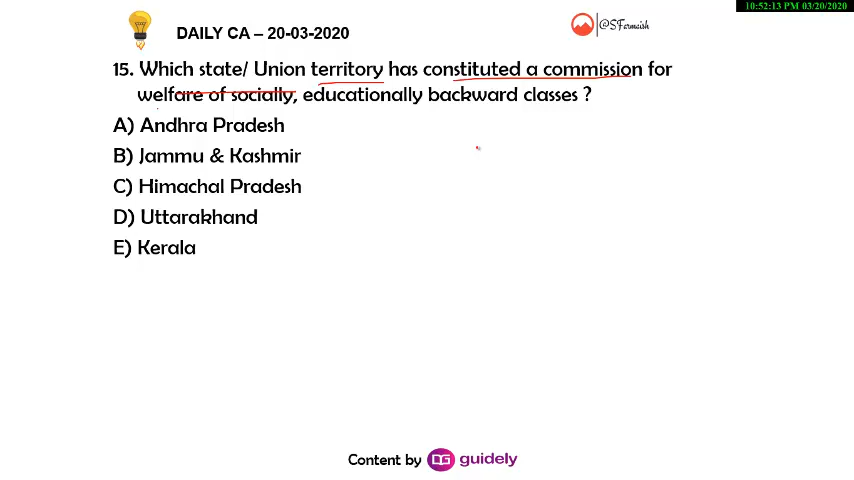 10:52:13 PM 03/20/2020
DAILY CA – 20-03-2020
@SFarmaish
15. Which state/ Union territory has constituted a commission for
welfare of socially, educationally backward classes ?
A) Andhra Pradesh
B) Jammu & Kashmir
C) Himachal Pradesh
D) Uttarakhand
E) Kerala
Content by DG guidely